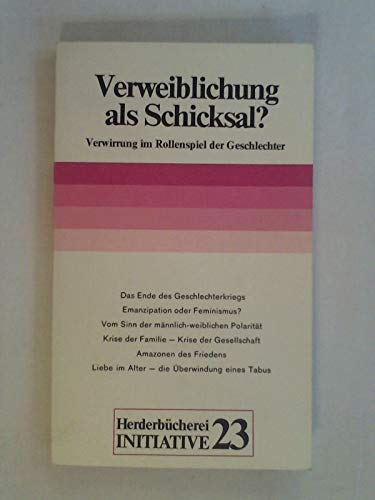 Verweiblichung
als Schicksal?
Verwirrung im Rollenspiel der Geschlechter
Das Ende des Geschlechterkriegs
Emanzipation oder Feminismus?
Vom Sinn der männlich-weiblichen Polarität
Krise der Familie – Krise der Gesellschaft
Amazonen des Friedens
Liebe im Alter – die Überwindung eines Tabus
Herderbücherei
INITIATIVE 23